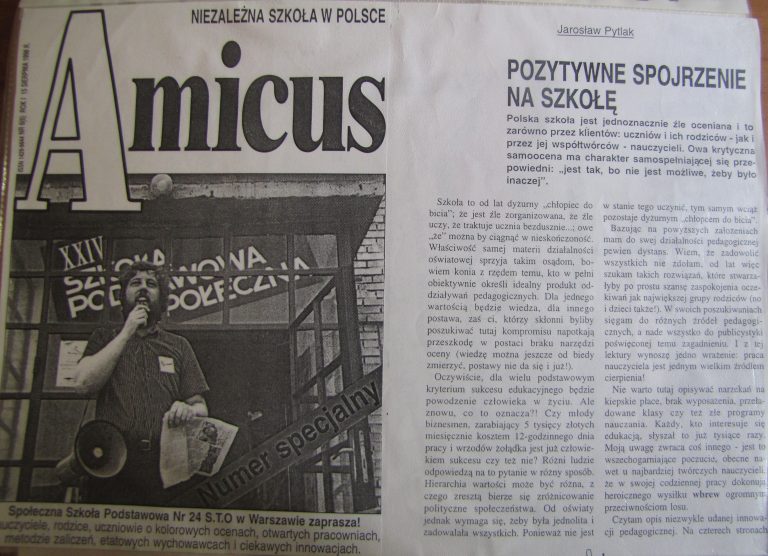 NIEZALEŻNA SZKOŁA W POLSCE
Amicus
XXIV
SZKOŁA
PODSTAWOWA
SPOŁECZNA
Numer specjalny
Społeczna Szkoła Podstawowa Nr 24 S.T.O w Warszawie zaprasza!
nauczyciele, rodzice, uczniowie o kolorowych ocenach, otwartych pracowniach,
metodzie zaliczeń, etatowych wychowawcach i ciekawych innowacjach.
Jarosław Pytlak
POZYTYWNE SPOJRZENIE
NA SZKOŁĘ
Polska szkoła jest jednoznacznie źle oceniana i to
zarówno przez klientów: uczniów i ich rodziców - jak i
przez jej współtwórców - nauczycieli. Owa krytyczna
samoocena ma charakter samospełniającej się prze-
powiedni: „jest tak, bo nie jest możliwe, żeby było
inaczej".
Szkoła to od lat dyżurny „chłopiec do
bicia"; że jest źle zorganizowana, że źle
uczy, że traktuje ucznia bezdusznie...; owe
„że" można by ciągnąć w nieskończoność.
Właściwość samej materii działalności
oświatowej sprzyja takim osądom, bo-
wiem konia z rzędem temu, kto w pełni
obiektywnie określi idealny produkt od-
działywań pedagogicznych. Dla jednego
wartością będzie wiedza, dla innego
postawa, zaś ci, którzy skłonni byliby
poszukiwać tutaj kompromisu napotkają
przeszkodę w postaci braku narzędzi
oceny (wiedzę można jeszcze od biedy
zmierzyć, postawy nie da się i już!).
Oczywiście, dla wielu podstawowym
kryterium sukcesu edukacyjnego będzie
powodzenie człowieka w życiu. Ale
znowu, co to oznacza?! Czy młody
biznesmen, zarabiający 5 tysięcy złotych
miesięcznie kosztem 12-godzinnego dnia
pracy i wrzodów żołądka jest już człowie-
kiem sukcesu czy też nie? Różni ludzie
odpowiedzą na to pytanie w różny sposób.
Hierarchia wartości może być różna, z
czego zresztą bierze się zróżnicowanie
polityczne społeczeństwa. Od oświaty
jednak wymaga się, żeby była jednolita i
zadowalała wszystkich. Ponieważ nie jest
w stanie tego uczynić, tym samym wciąż
pozostaje dyżurnym „chłopcem do bicia".
Bazując na powyższych założeniach
mam do swej działalności pedagogicznej
pewien dystans. Wiem, że zadowolić
wszystkich nie zdołam, od lat więc
szukam takich rozwiązań, które stwarza-
łyby po prostu szansę zaspokojenia ocze-
kiwań jak największej grupy rodziców (no
i dzieci także!). W swoich poszukiwaniach
sięgam do różnych źródeł pedagogi-
cznych, a nade wszystko do publicystyki
poświęconej temu zagadnieniu. I z tej
lektury wynoszę jedno wrażenie: praca
nauczyciela jest jednym wielkim źródłem
cierpienia!
Nie warto tutaj opisywać narzekań na
kiepskie płace, brak wyposażenia, przeła-
dowane klasy czy też złe programy
nauczania. Każdy, kto interesuje się
edukacją, słyszał to już tysiące razy.
Moją uwagę zwraca coś innego - jest to
wszechogarniające poczucie, obecne na-
wet u najbardziej twórczych nauczycieli,
że w swojej codziennej pracy dokonują
heroicznego wysiłku wbrew ogromnym
przeciwnościom losu.
Czytam opis niezwykle udanej innowa-
cji pedagogicznej. Na czterech stronach